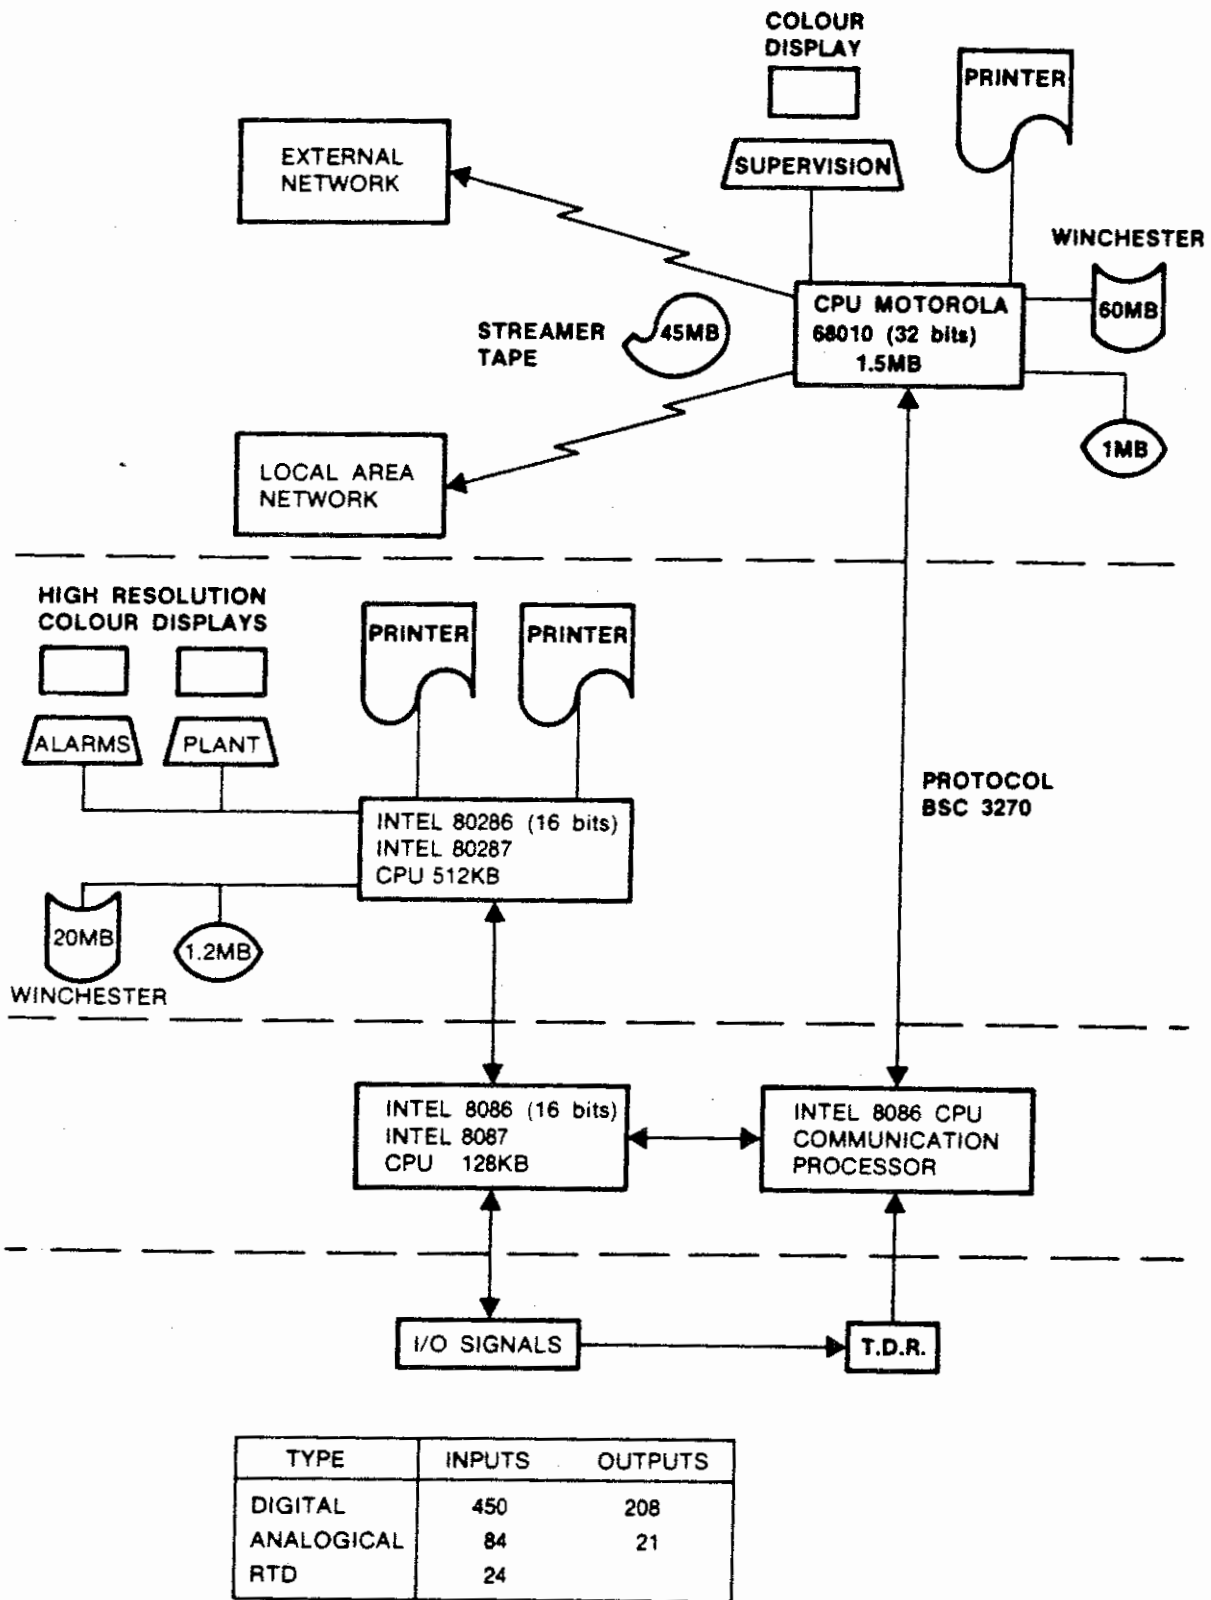 COLOUR
DISPLAY
PRINTER
EXTERNAL
NETWORK
SUPERVISION
WINCHESTER
CPU MOTOROLA
68010 (32 bits)
1.5MB
60MB
STREAMER
TAPE
45MB
1MB
LOCAL AREA
NETWORK
HIGH RESOLUTION
COLOUR DISPLAYS
PRINTER
PRINTER
ALARMS
PLANT
PROTOCOL
BSC 3270
INTEL 80286 (16 bits)
INTEL 80287
CPU 512KB
20MB
1.2MB
WINCHESTER
INTEL 8086 (16 bits)
INTEL 8087
CPU 128KB
INTEL 8086 CPU
COMMUNICATION
PROCESSOR
I/O SIGNALS
T.D.R.
TYPE INPUTS OUTPUTS
DIGITAL 450 208
ANALOGICAL 84 21
RTD 24